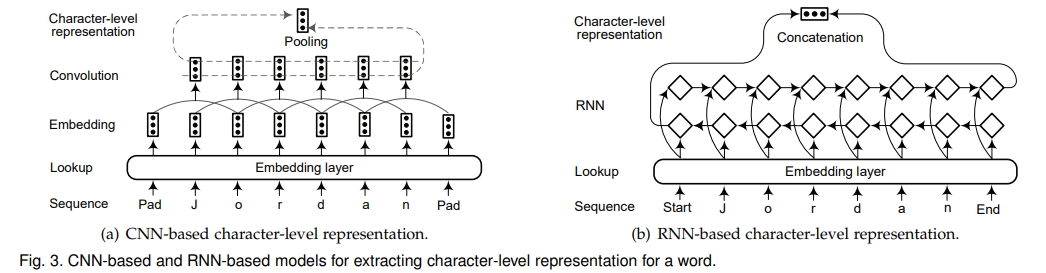 Character-level
representation
Pooling
Convolution
Embedding
Lookup
Embedding layer
Sequence
Pad J o r d a n Pad
(a) CNN-based character-level representation.
Character-level
representation
Concatenation
RNN
Lookup
Embedding layer
Sequence
Start J o r d a n End
(b) RNN-based character-level representation.
Fig. 3. CNN-based and RNN-based models for extracting character-level representation for a word.